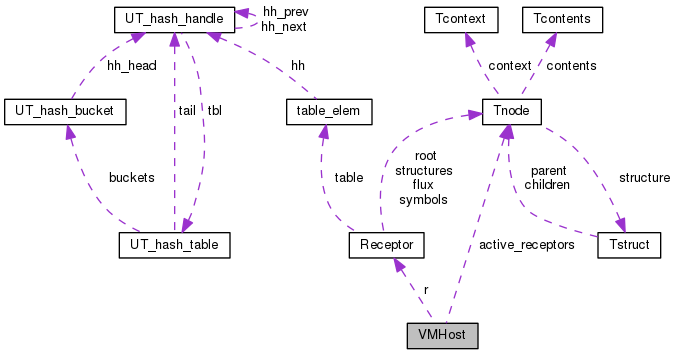 UT_hash_handle
hh_prev
hh_next
Tcontext
Tcontents
hh_head
hh
context
contents
UT_hash_bucket
tail
tbl
table_elem
Tnode
buckets
table
root
structures
flux
symbols
parent
children
structure
UT_hash_table
Receptor
active_receptors
Tstruct
r
VMHost